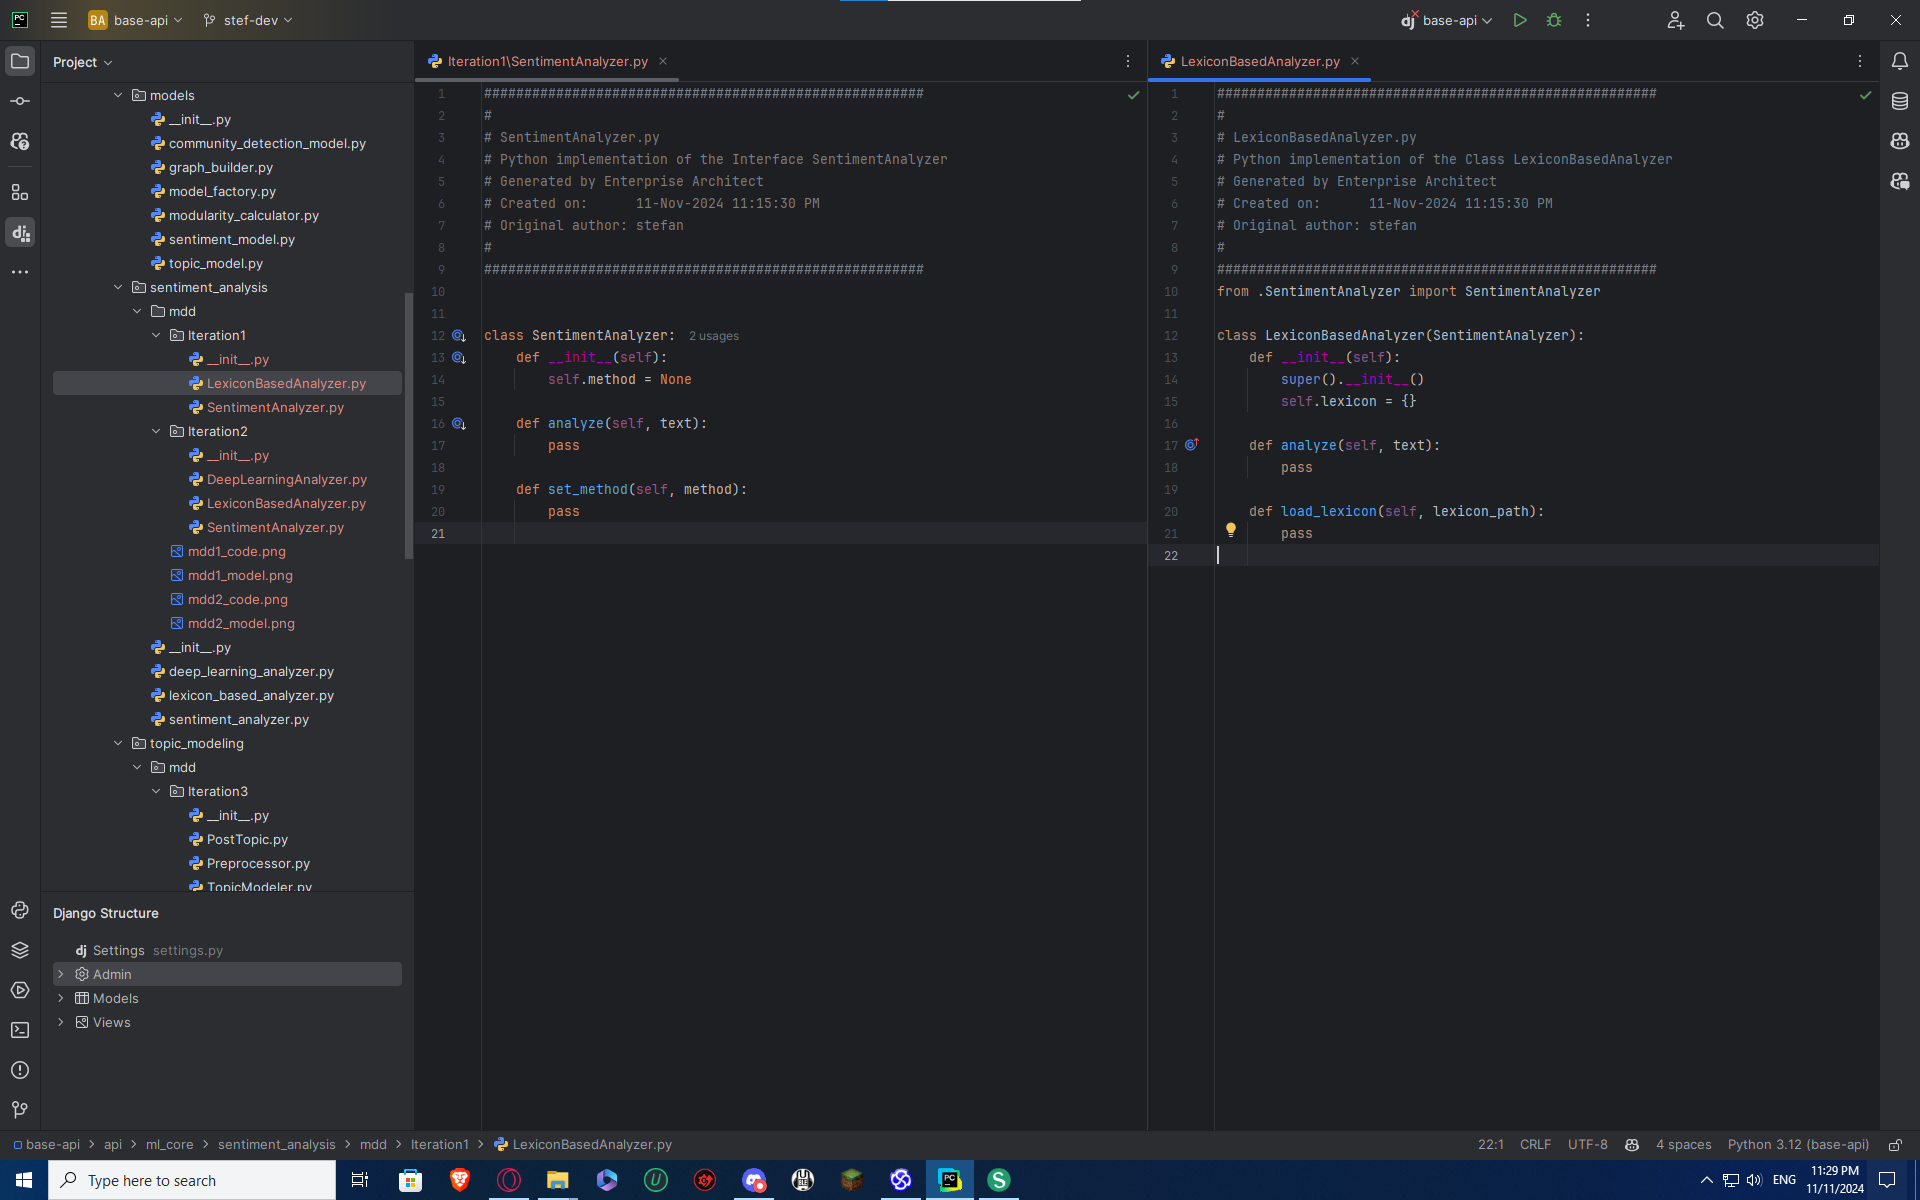 PC
BA base-api
stef-dev
dj base-api
Project
models
__init__.py
community_detection_model.py
graph_builder.py
model_factory.py
modularity_calculator.py
sentiment_model.py
topic_model.py
sentiment_analysis
mdd
Iteration1
__init__.py
LexiconBasedAnalyzer.py
SentimentAnalyzer.py
Iteration2
__init__.py
DeepLearningAnalyzer.py
LexiconBasedAnalyzer.py
SentimentAnalyzer.py
mdd1_code.png
mdd1_model.png
mdd2_code.png
mdd2_model.png
__init__.py
deep_learning_analyzer.py
lexicon_based_analyzer.py
sentiment_analyzer.py
topic_modeling
mdd
Iteration3
__init__.py
PostTopic.py
Preprocessor.py
TopicModeler.py
Django Structure
dj Settings settings.py
Admin
Models
Views
Iteration1\SentimentAnalyzer.py
1 #######################################################
2 #
3 # SentimentAnalyzer.py
4 # Python implementation of the Interface SentimentAnalyzer
5 # Generated by Enterprise Architect
6 # Created on:      11-Nov-2024 11:15:30 PM
7 # Original author: stefan
8 #
9 #######################################################
10
11
12 class SentimentAnalyzer: 2 usages
13     def __init__(self):
14         self.method = None
15
16     def analyze(self, text):
17         pass
18
19     def set_method(self, method):
20         pass
21
LexiconBasedAnalyzer.py
1 #######################################################
2 #
3 # LexiconBasedAnalyzer.py
4 # Python implementation of the Class LexiconBasedAnalyzer
5 # Generated by Enterprise Architect
6 # Created on:      11-Nov-2024 11:15:30 PM
7 # Original author: stefan
8 #
9 #######################################################
10 from .SentimentAnalyzer import SentimentAnalyzer
11
12 class LexiconBasedAnalyzer(SentimentAnalyzer):
13     def __init__(self):
14         super().__init__()
15         self.lexicon = {}
16
17     def analyze(self, text):
18         pass
19
20     def load_lexicon(self, lexicon_path):
21         pass
22
base-api > api > ml_core > sentiment_analysis > mdd > Iteration1 > LexiconBasedAnalyzer.py
22:1 CRLF UTF-8 4 spaces Python 3.12 (base-api)
Type here to search
ENG
11:29 PM
11/11/2024